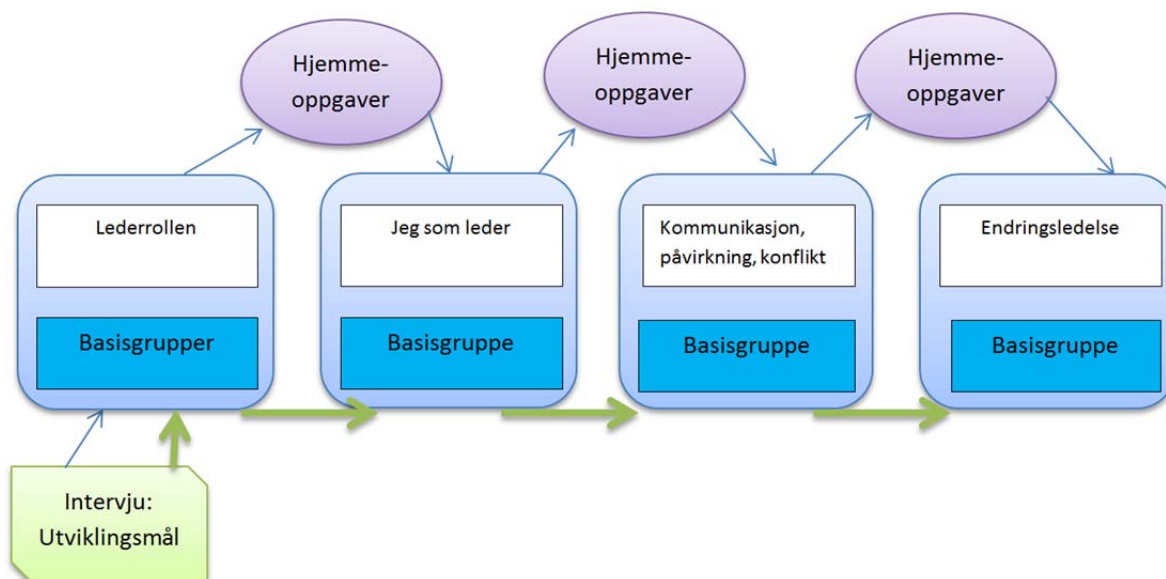 Hjemme-
oppgaver
Hjemme-
oppgaver
Hjemme-
oppgaver
Lederrollen
Jeg som leder
Kommunikasjon,
påvirkning, konflikt
Endringsledelse
Basisgrupper
Basisgruppe
Basisgruppe
Basisgruppe
Intervju:
Utviklingsmål